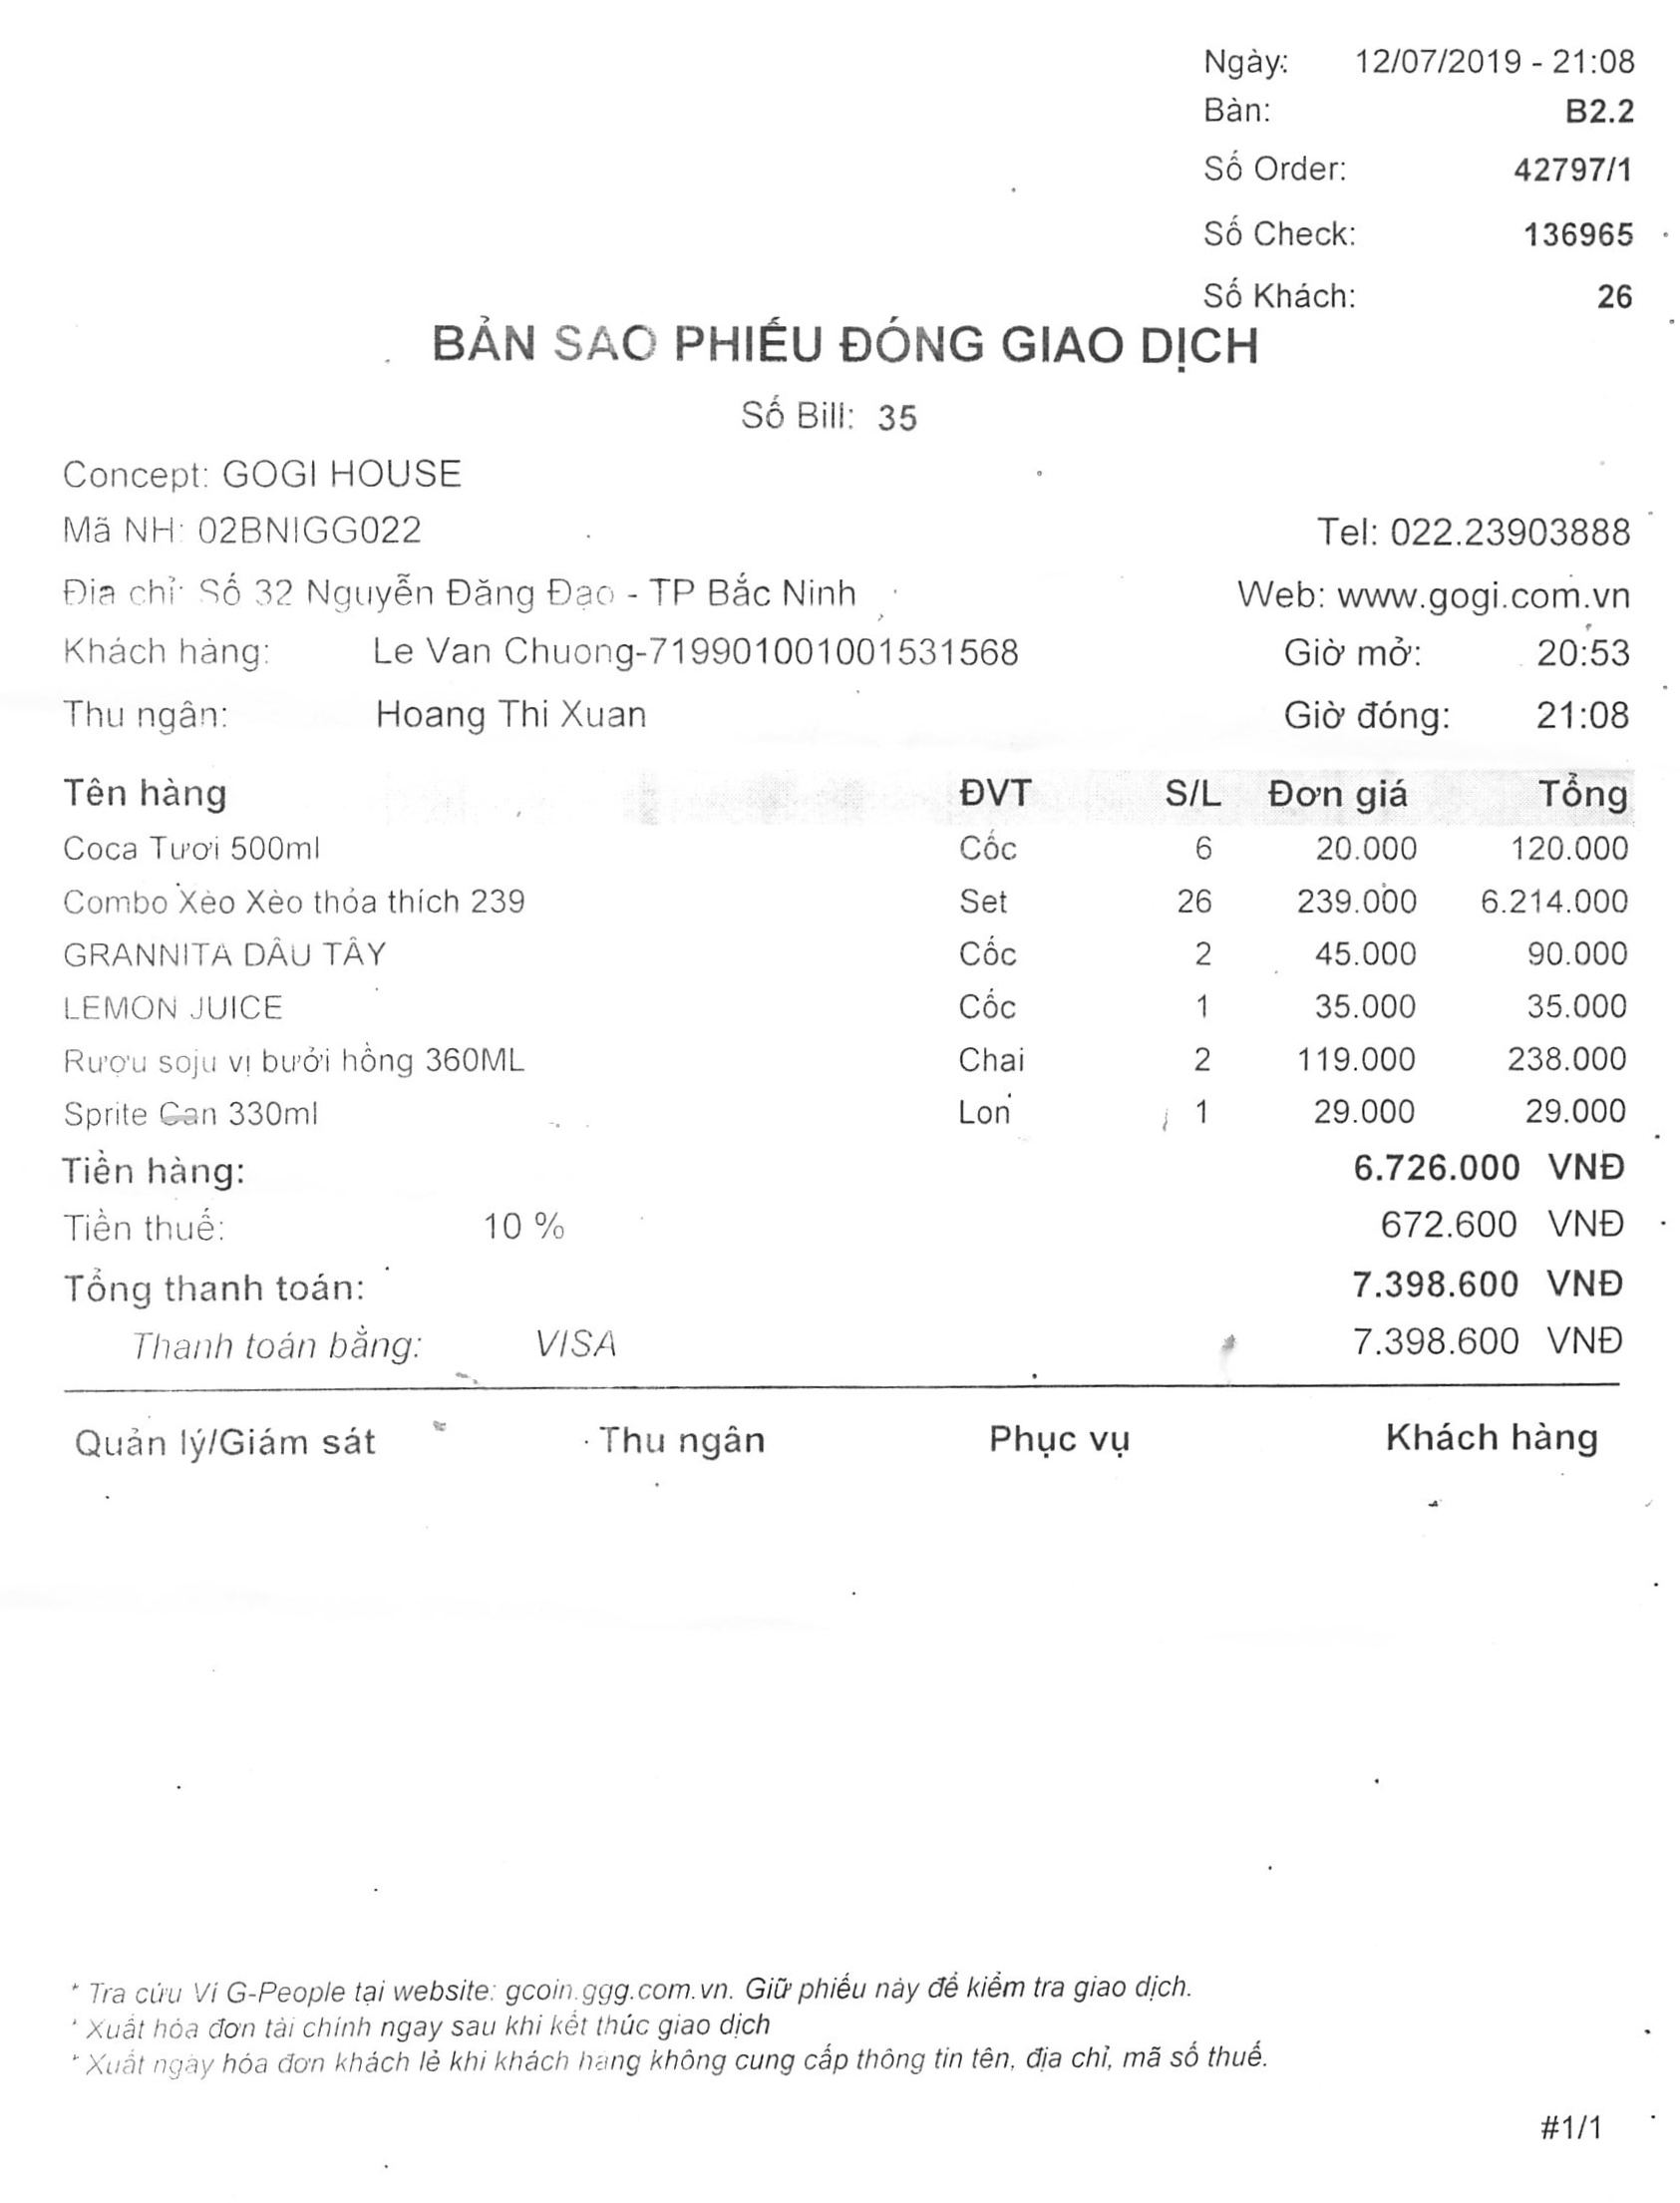 Ngày: 12/07/2019 - 21:08
Bàn: B2.2
Số Order: 42797/1
Số Check: 136965
Số Khách: 26
BẢN SAO PHIẾU ĐÓNG GIAO DỊCH
Số Bill: 35
Concept: GOGI HOUSE
Mã NH: 02BNIGG022 Tel: 022.23903888
Địa chỉ: Số 32 Nguyễn Đăng Đạo - TP Bắc Ninh Web: www.gogi.com.vn
Khách hàng: Le Van Chuong-719901001001531568 Giờ mở: 20:53
Thu ngân: Hoang Thi Xuan Giờ đóng: 21:08
Tên hàng ĐVT S/L Đơn giá Tổng
Coca Tươi 500ml Cốc 6 20.000 120.000
Combo Xèo Xèo thỏa thích 239 Set 26 239.000 6.214.000
GRANNITA DÂU TÂY Cốc 2 45.000 90.000
LEMON JUICE Cốc 1 35.000 35.000
Rượu soju vị bưởi hồng 360ML Chai 2 119.000 238.000
Sprite Can 330ml Lon 1 29.000 29.000
Tiền hàng: 6.726.000 VNĐ
Tiền thuế: 10 % 672.600 VNĐ
Tổng thanh toán: 7.398.600 VNĐ
Thanh toán bằng: VISA 7.398.600 VNĐ
Quản lý/Giám sát Thu ngân Phục vụ Khách hàng
* Tra cứu Ví G-People tại website: gcoin.ggg.com.vn. Giữ phiếu này để kiểm tra giao dịch.
* Xuất hóa đơn tài chính ngay sau khi kết thúc giao dịch
* Xuất ngày hóa đơn khách lẻ khi khách hàng không cung cấp thông tin tên, địa chỉ, mã số thuế.
#1/1